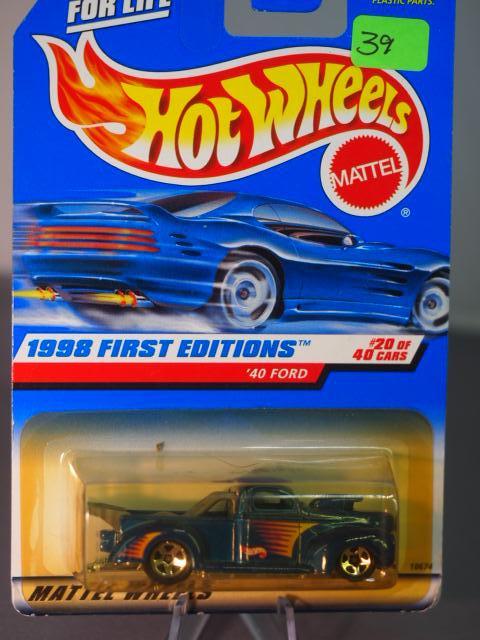 FOR LIFE
PLASTIC PARTS.
39
HOT WHEELS
MATTEL
®
1998 FIRST EDITIONS™
#20 OF
40 CARS
'40 FORD
18674
MATTEL WHEELS